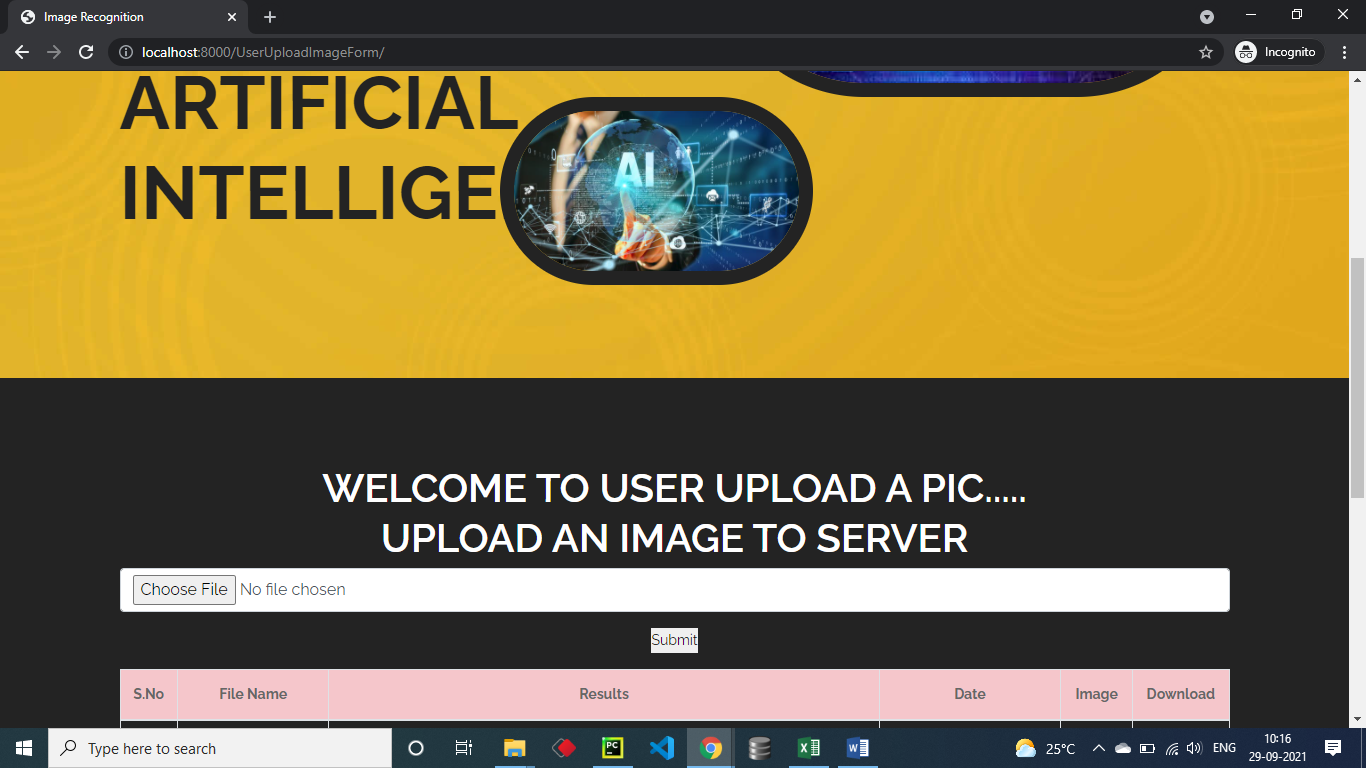 Image Recognition
localhost:8000/UserUploadImageForm/
Incognito
ARTIFICIAL
INTELLIGE
AI
WELCOME TO USER UPLOAD A PIC.....
UPLOAD AN IMAGE TO SERVER
Choose File No file chosen
Submit
S.No File Name Results Date Image Download
Type here to search
PC
25°C
ENG
10:16
29-09-2021